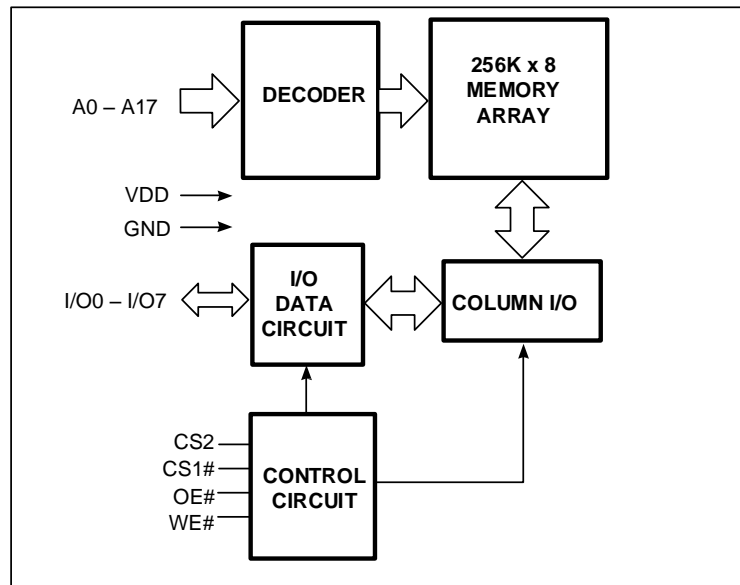 A0 – A17
DECODER
256K x 8
MEMORY
ARRAY
VDD
GND
I/O0 – I/O7
I/O
DATA
CIRCUIT
COLUMN I/O
CS2
CS1#
OE#
WE#
CONTROL
CIRCUIT